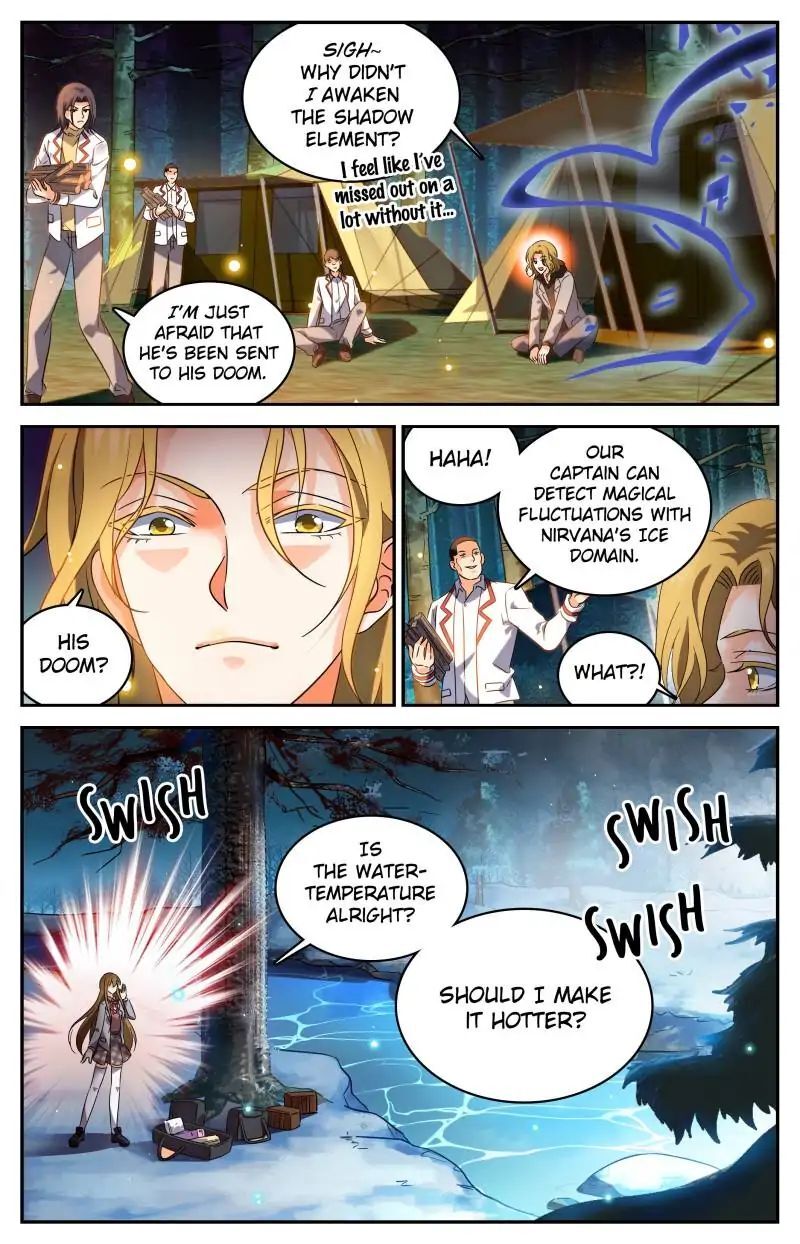 SIGH~
WHY DIDN'T
I AWAKEN
THE SHADOW
ELEMENT?
I feel like I've
missed out on a
lot without it...
I'M JUST
AFRAID THAT
HE'S BEEN SENT
TO HIS DOOM.
HIS
DOOM?
HAHA!
OUR
CAPTAIN CAN
DETECT MAGICAL
FLUCTUATIONS WITH
NIRVANA'S ICE
DOMAIN.
WHAT?!
SWISH
SWISH
SWISH
IS
THE WATER-
TEMPERATURE
ALRIGHT?
SHOULD I MAKE
IT HOTTER?